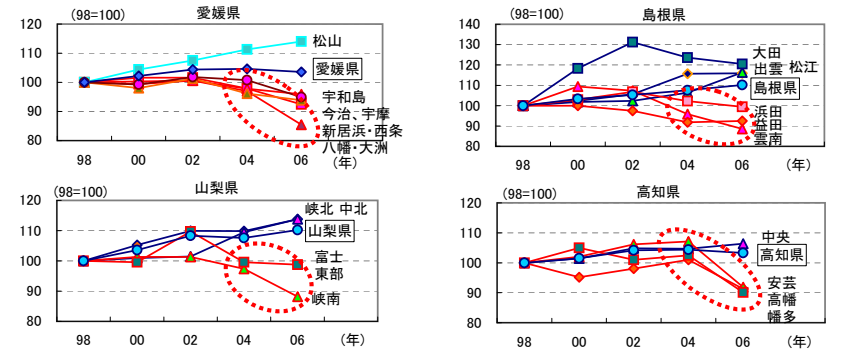 愛媛県
(98=100)
120
110
100
90
80
98 00 02 04 06 (年)
松山
愛媛県
宇和島
今治、宇摩
新居浜・西条
八幡・大洲
島根県
(98=100)
140
130
120
110
100
90
80
98 00 02 04 06 (年)
大田
出雲 松江
島根県
浜田
益田
雲南
山梨県
(98=100)
120
110
100
90
80
98 00 02 04 06 (年)
峡北 中北
山梨県
富士
東部
峡南
高知県
(98=100)
120
110
100
90
80
98 00 02 04 06 (年)
中央
高知県
安芸
高幡
幡多